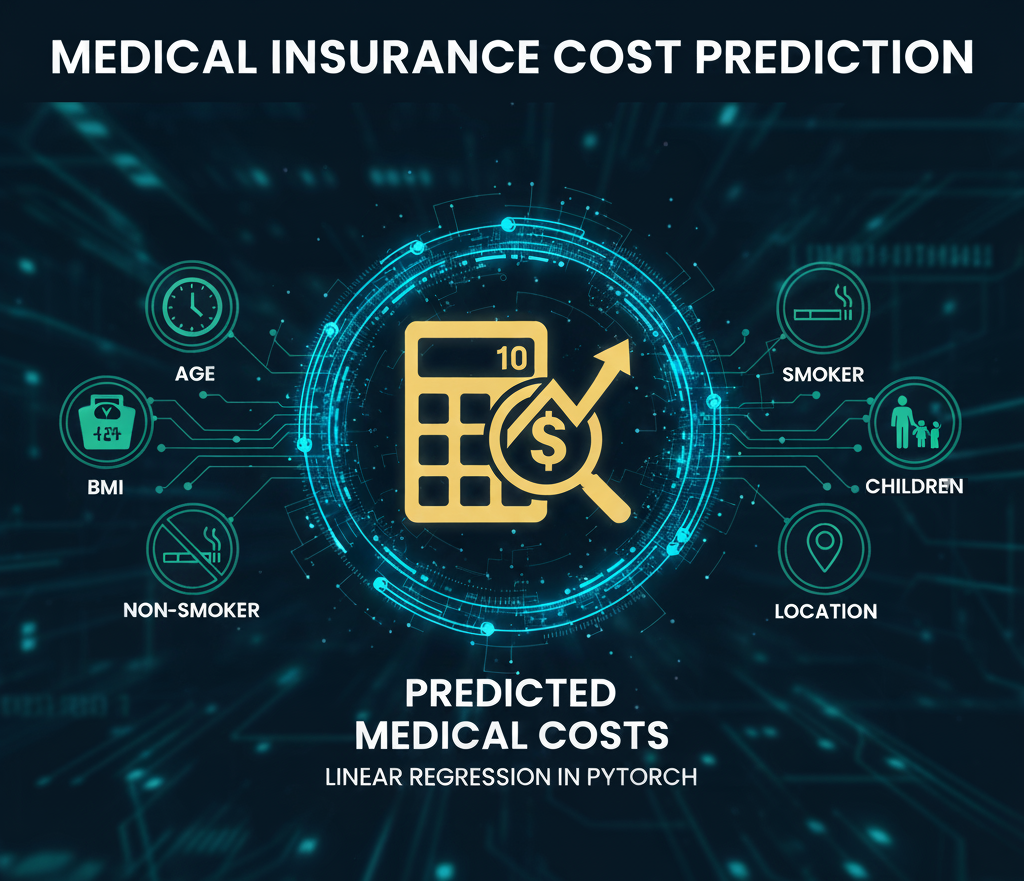 MEDICAL INSURANCE COST PREDICTION
AGE
SMOKER
10
$
BMI
CHILDREN
NON-SMOKER
LOCATION
PREDICTED
MEDICAL COSTS
LINEAR REGRESSION IN PYTORCH